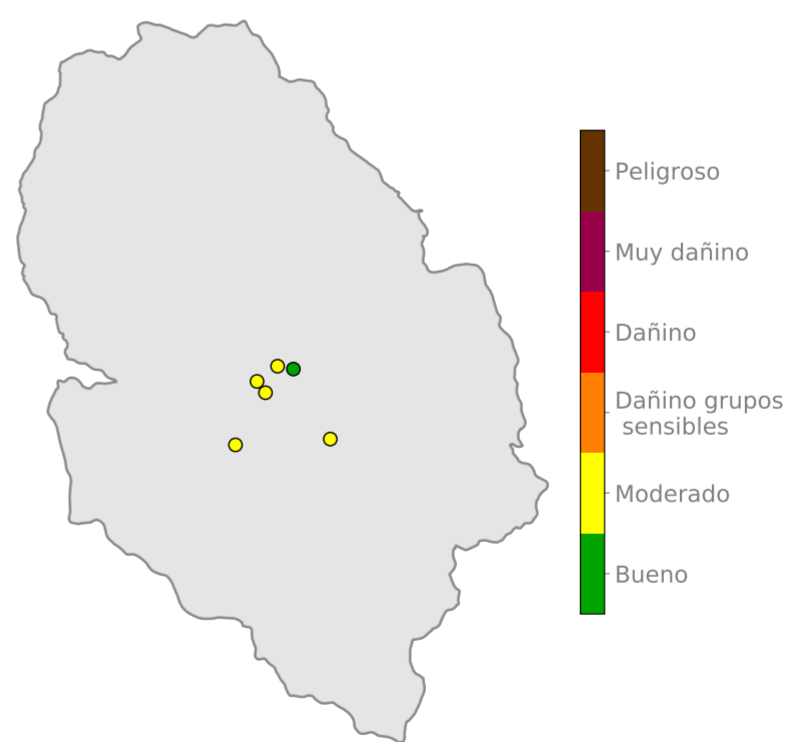 Peligroso
Muy dañino
Dañino
Dañino grupos
sensibles
Moderado
Bueno